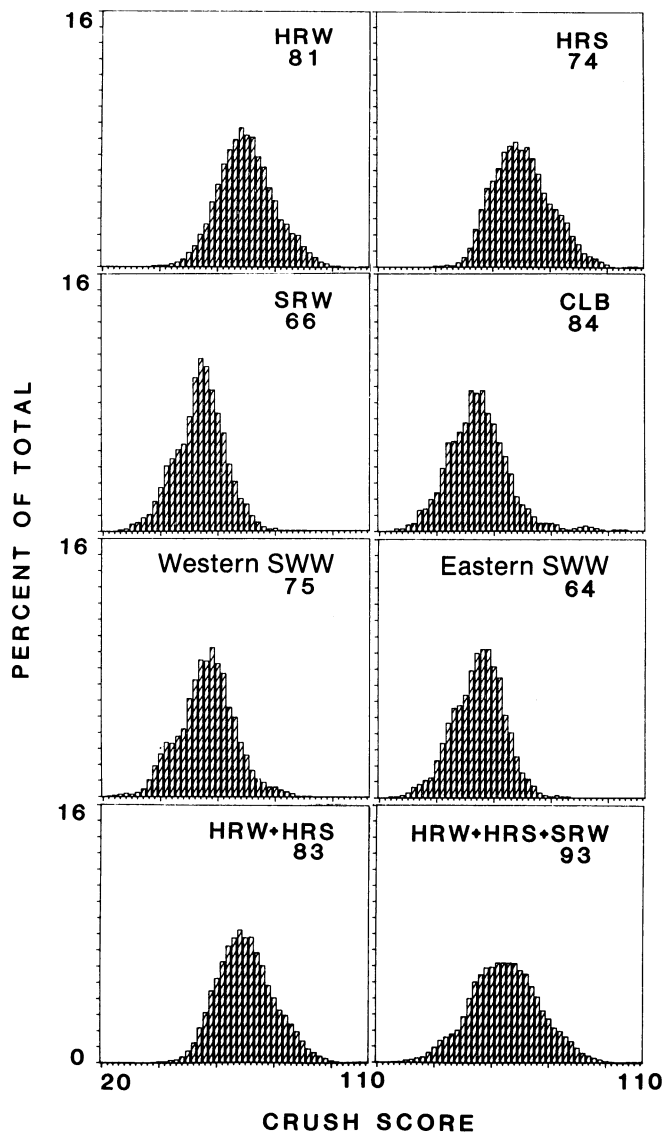 16
HRW
81
HRS
74
16
SRW
66
CLB
84
PERCENT OF TOTAL
16
Western SWW
75
Eastern SWW
64
16
HRW+HRS
83
HRW+HRS+SRW
93
0
20
110
110
CRUSH SCORE